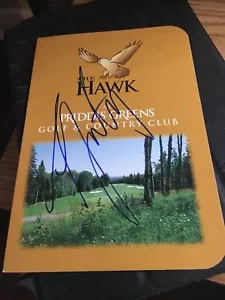 THE
HAWK
PRIDDIS GREENS
GOLF & COUNTRY CLUB